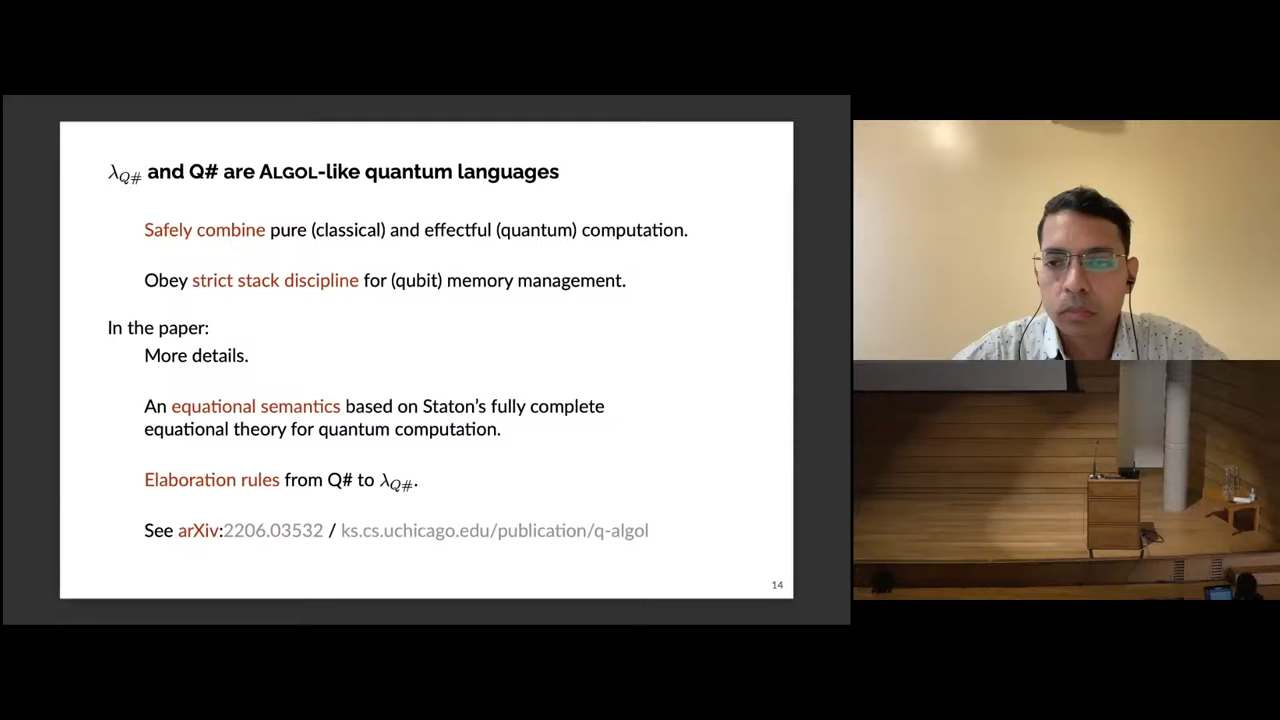 λQ# and Q# are ALGOL-like quantum languages
Safely combine pure (classical) and effectful (quantum) computation.
Obey strict stack discipline for (qubit) memory management.
In the paper:
More details.
An equational semantics based on Staton's fully complete
equational theory for quantum computation.
Elaboration rules from Q# to λQ#.
See arXiv:2206.03532 / ks.cs.uchicago.edu/publication/q-algol
14